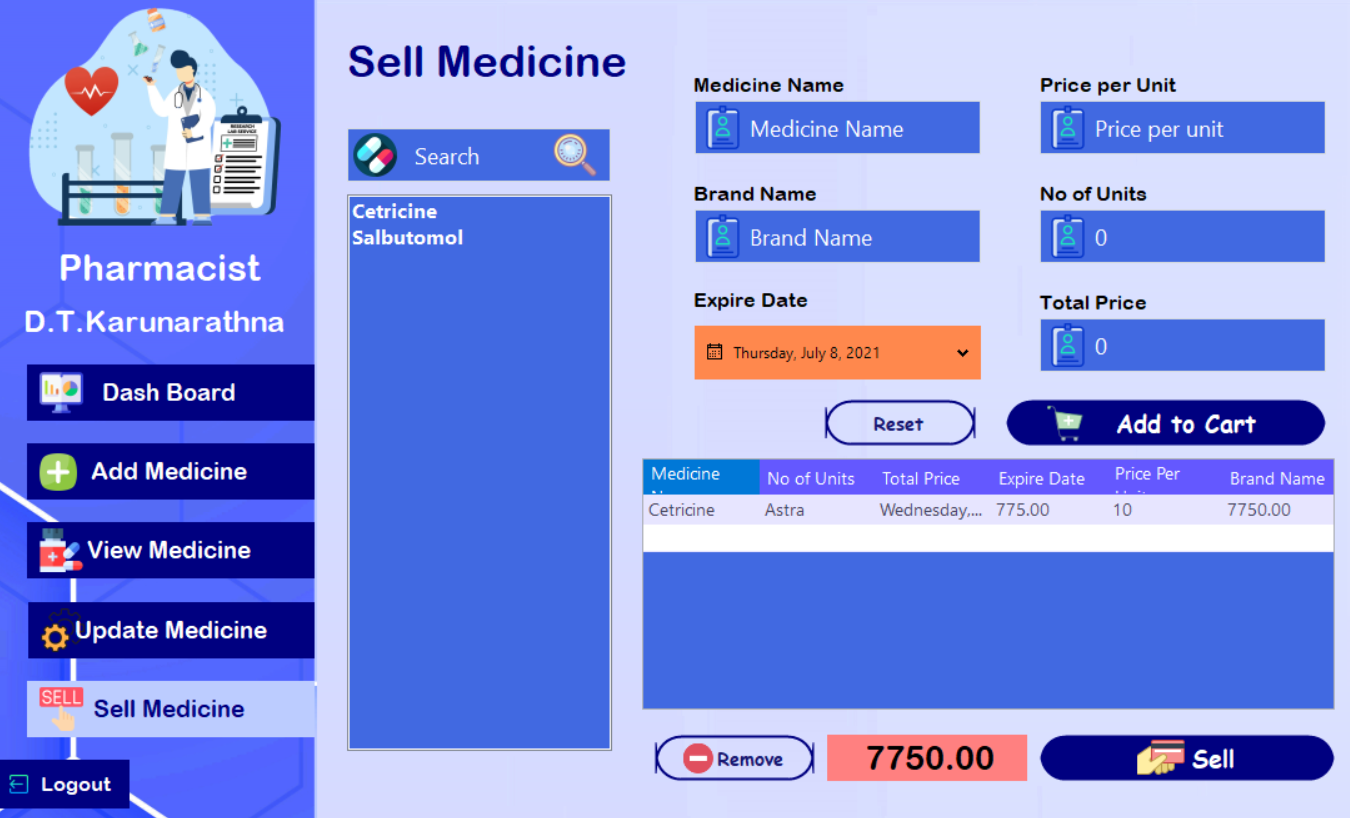 RESEARCH
LAB SERVICE
Pharmacist
D.T.Karunarathna
Dash Board
Add Medicine
View Medicine
Update Medicine
SELL
Sell Medicine
Logout
Sell Medicine
Search
Cetricine
Salbutomol
Medicine Name
Medicine Name
Brand Name
Brand Name
Expire Date
Thursday, July 8, 2021
Price per Unit
Price per unit
No of Units
0
Total Price
0
Reset
Add to Cart
Medicine No of Units Total Price Expire Date Price Per Brand Name
Cetricine Astra Wednesday,... 775.00 10 7750.00
Remove
7750.00
Sell